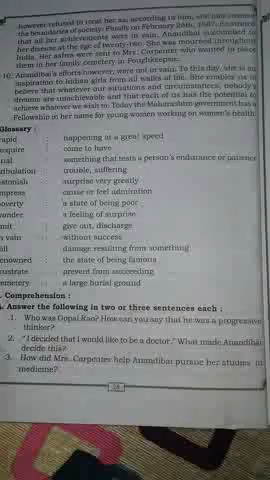 however refused to treat her as, according to him, she had crossed
the boundaries of society. Finally on February 26th, 1887, Anandibai
that all her achievements were in vain. Anandibai succumbed to
her disease at the age of twenty-two. She was mourned throughout
India. Her ashes were sent to Mrs. Carpenter who wanted to place
them in her family cemetery in Poughkeepsie.
10. Anandibai's efforts however, were not in vain. To this day, she is an
inspiration to Indian girls from all walks of life. She enables us to
believe that whatever our situations and circumstances, nobody's
dreams are unachievable and that each of us has the potential to
achieve whatever we wish to. Today the Maharashtra government has a
Fellowship in her name for young women working on women's health.
Glossary :
rapid : happening at a great speed
acquire : come to have
something that tests a person's endurance or patience
tribulation : trouble, suffering
astonish : surprise very greatly
impress : cause or feel admiration
poverty : a state of being poor
wonder : a feeling of surprise
emit : give out, discharge
in vain : without success
damage resulting from something
renowned : the state of being famous
frustrate : prevent from succeeding
cemetery : a large burial ground
Comprehension :
A. Answer the following in two or three sentences each :
1. Who was Gopal Rao? How can you say that he was a progressive
thinker?
2. "I decided that I would like to be a doctor." What made Anandibai
decide this?
3. How did Mrs. Carpenter help Anandibai pursue her studies in
medicine?